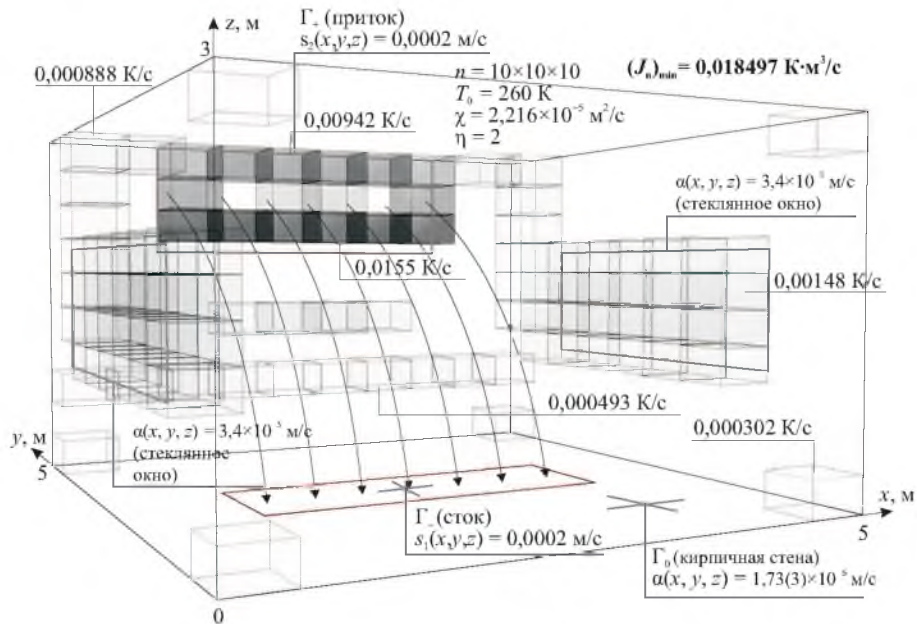 z, м
3
Γ₊ (приток)
s₂(x,y,z) = 0,0002 м/с
0,000888 К/с
n = 10×10×10
T₀ = 260 К
χ = 2,216×10⁻⁵ м²/с
η = 2
(Jₙ)min = 0,018497 К·м³/с
0,00942 К/с
α(x, y, z) = 3,4×10 ⁵ м/с
(стеклянное окно)
0,0155 К/с
0,00148 К/с
0,000493 К/с
α(x, y, z) = 3,4×10 ⁵ м/с
(стеклянное
окно)
0,000302 К/с
y, м
5
x, м
5
Γ₋ (сток)
s₁(x,y,z) = 0,0002 м/с
Γ₀ (кирпичная стена)
α(x, y, z) = 1,73(3)×10 ⁵ м/с
0